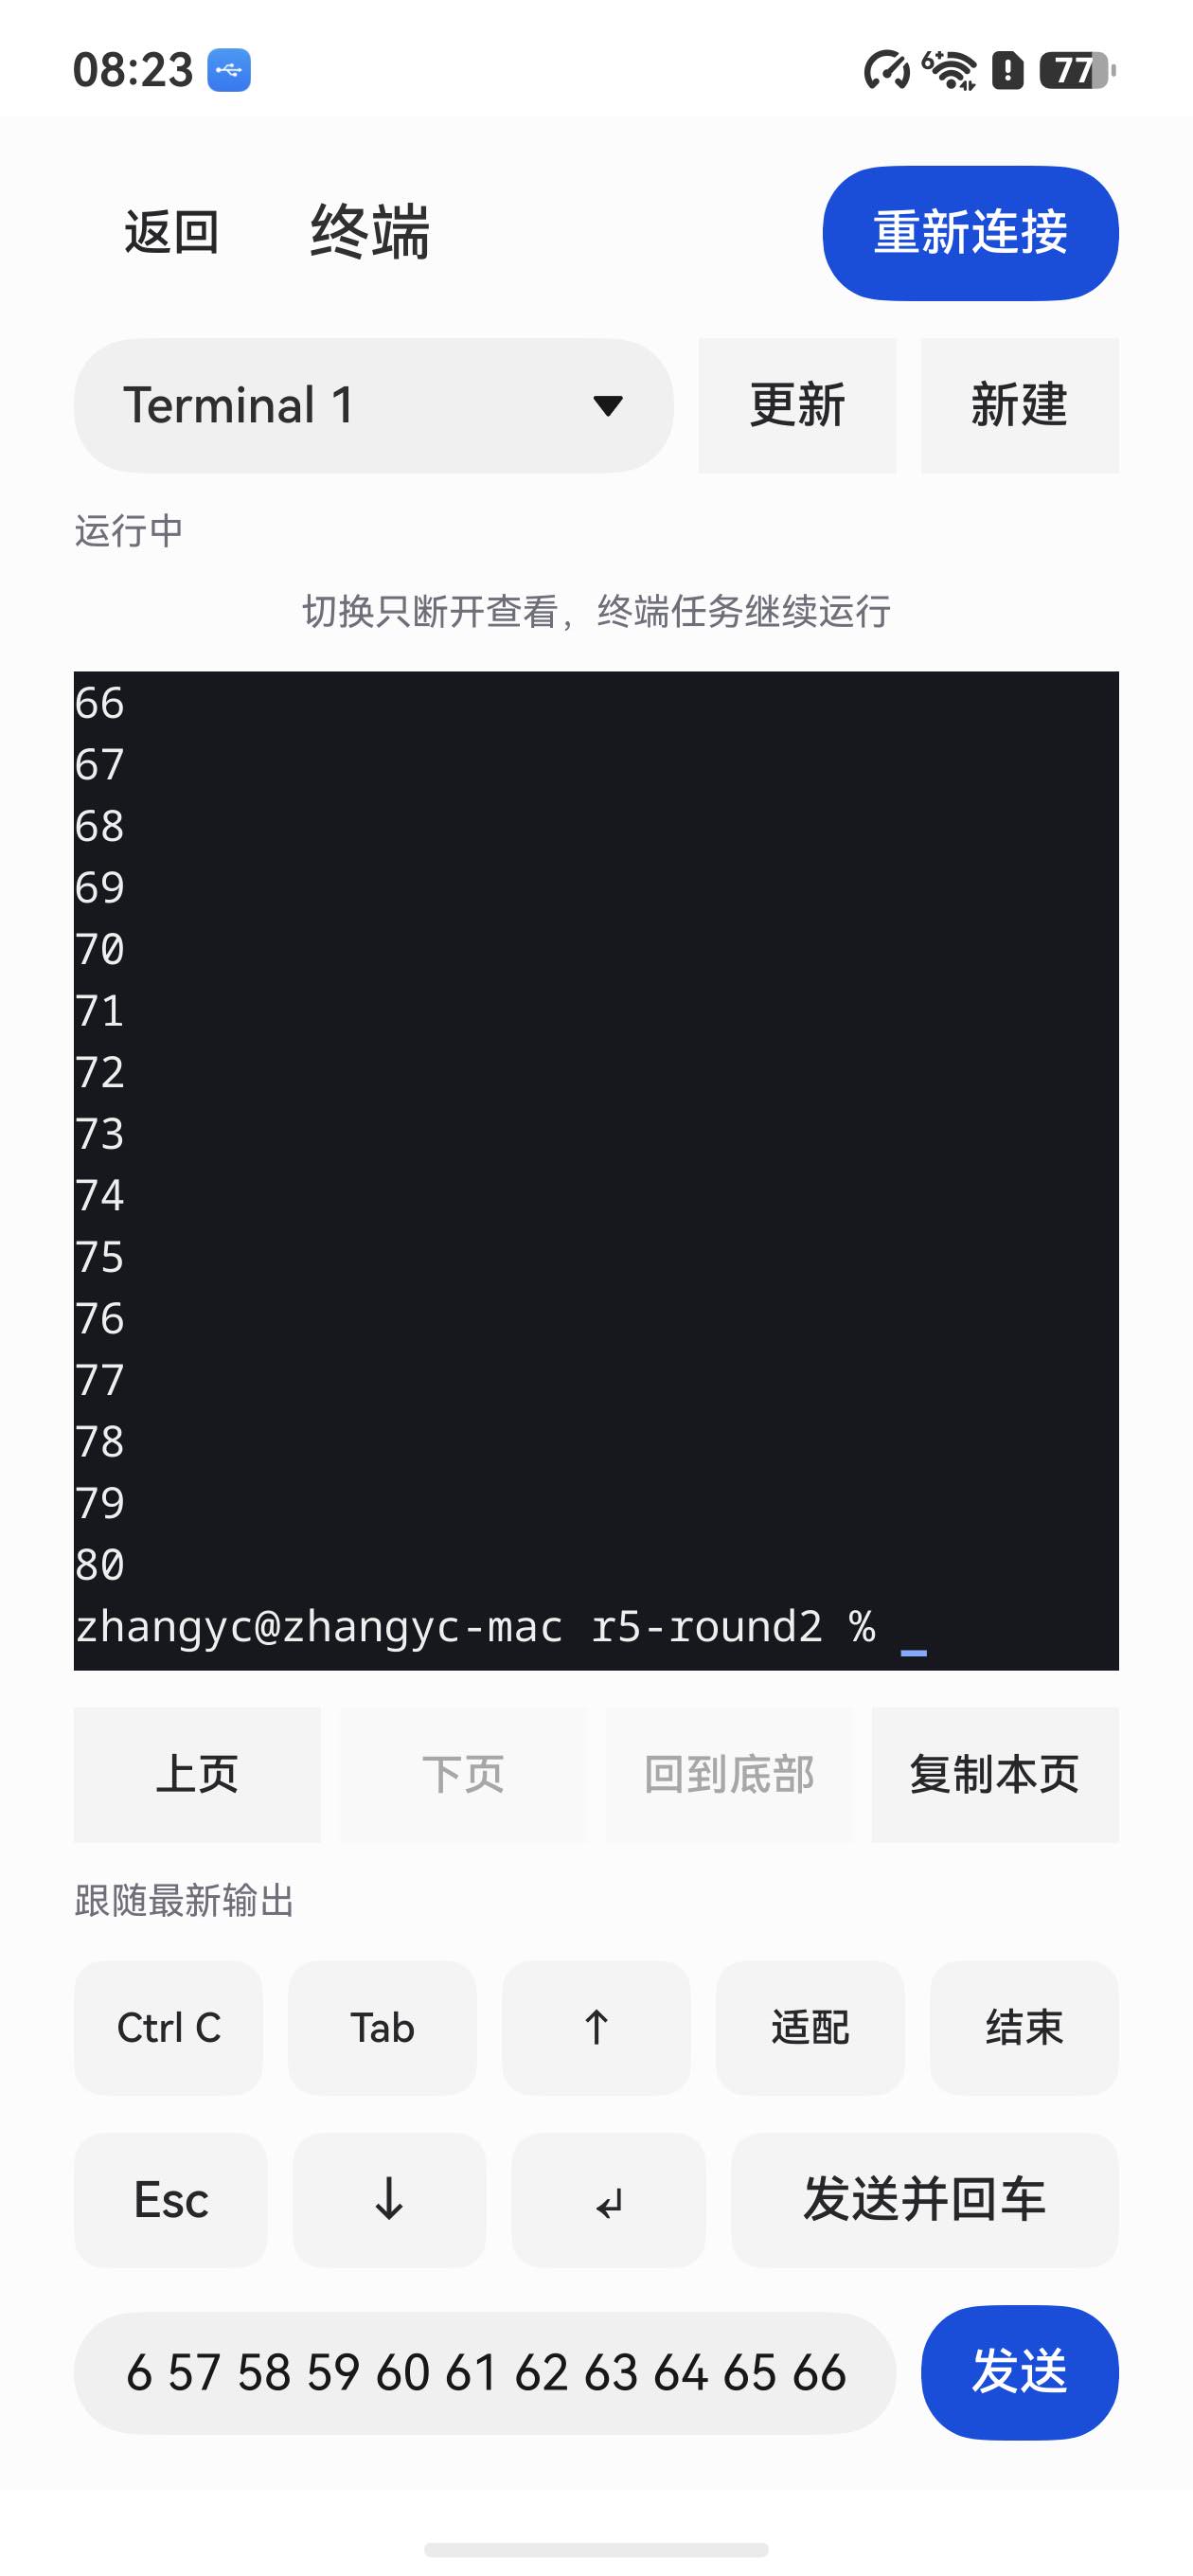 08:23
6+
77
返回 终端 重新连接
Terminal 1 更新 新建
运行中
切换只断开查看，终端任务继续运行
66
67
68
69
70
71
72
73
74
75
76
77
78
79
80
zhangyc@zhangyc-mac r5-round2 % _
上页 下页 回到底部 复制本页
跟随最新输出
Ctrl C Tab ↑ 适配 结束
Esc ↓ ↲ 发送并回车
6 57 58 59 60 61 62 63 64 65 66 发送